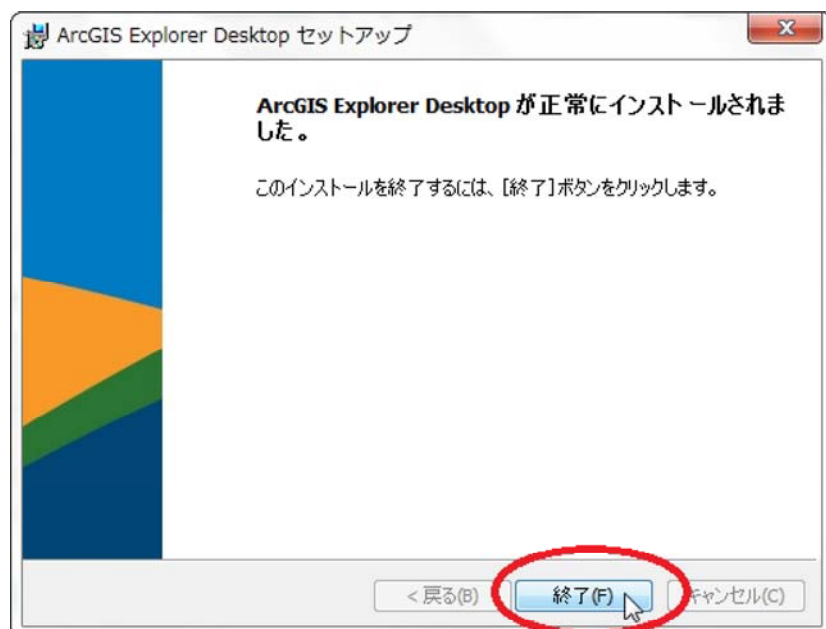 ArcGIS Explorer Desktop セットアップ
ArcGIS Explorer Desktop が正常にインストールされま
した。
このインストールを終了するには、[終了]ボタンをクリックします。
< 戻る(B)
終了(F)
キャンセル(C)